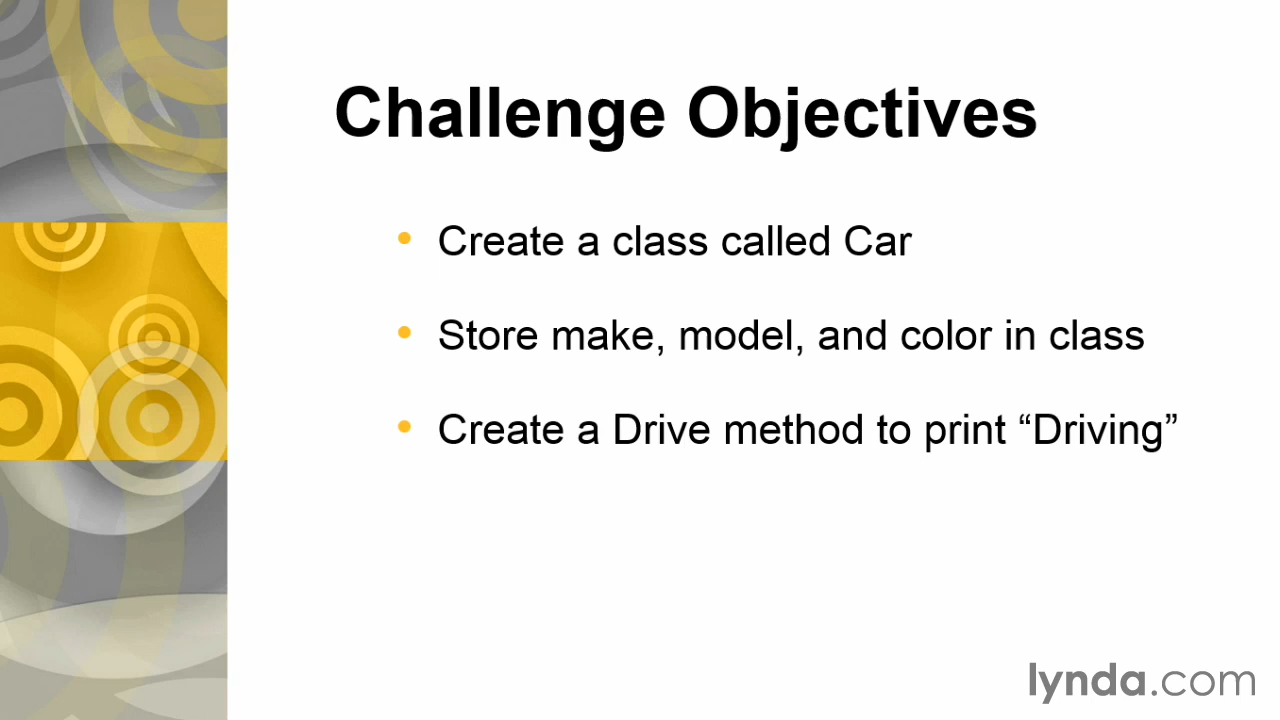 Challenge Objectives
• Create a class called Car
• Store make, model, and color in class
• Create a Drive method to print “Driving”
lynda.com